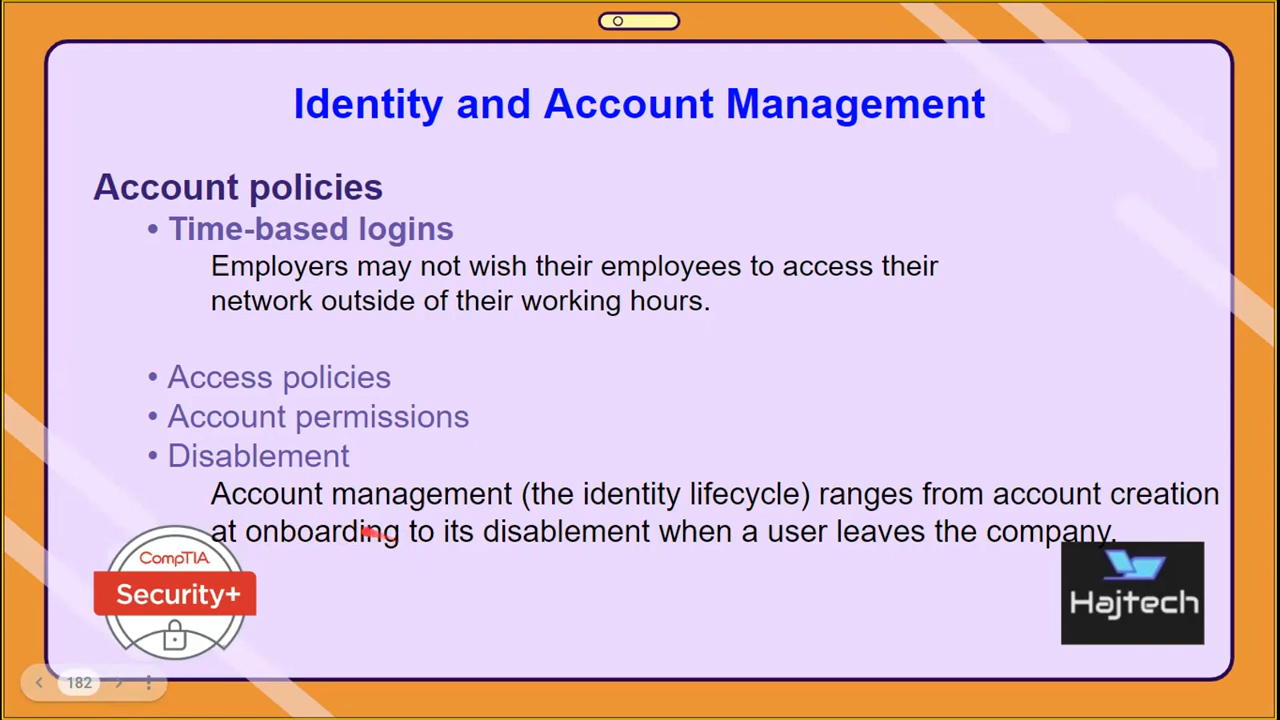 Identity and Account Management
Account policies
• Time-based logins
Employers may not wish their employees to access their
network outside of their working hours.
• Access policies
• Account permissions
• Disablement
Account management (the identity lifecycle) ranges from account creation
at onboarding to its disablement when a user leaves the company.
CompTIA
Security+
Hajtech
182